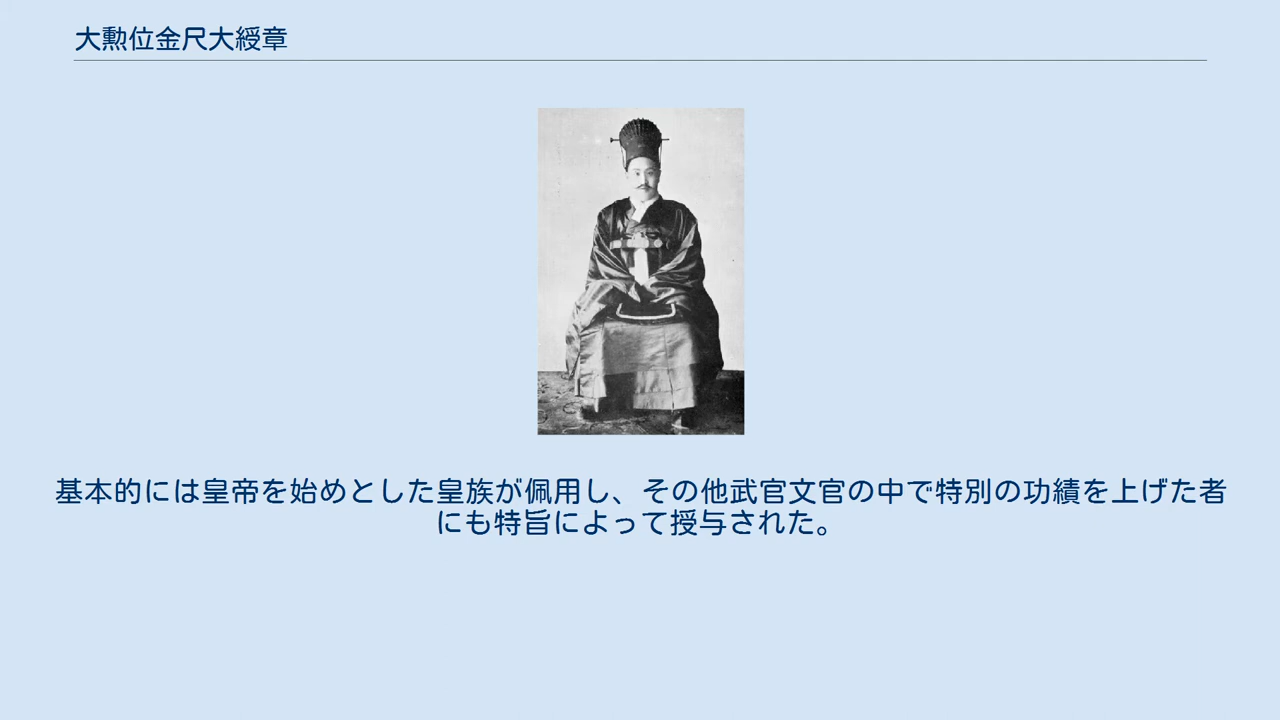 大勲位金尺大綬章
基本的には皇帝を始めとした皇族が佩用し、その他武官文官の中で特別の功績を上げた者
にも特旨によって授与された。